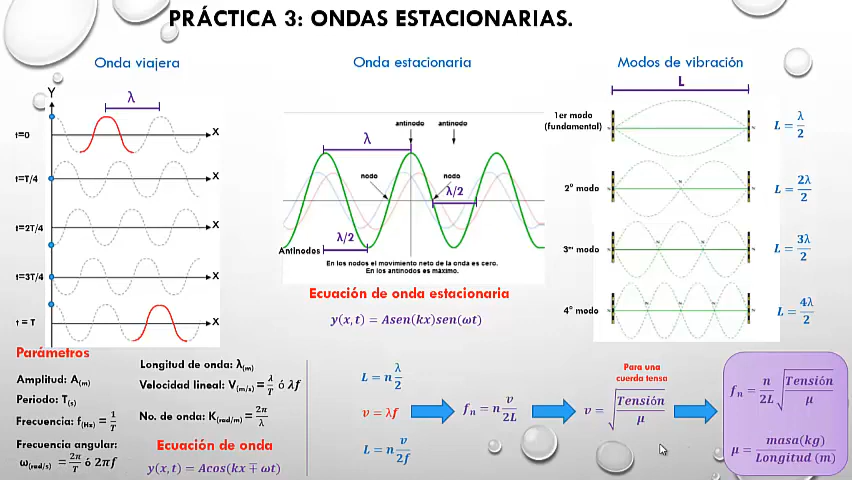 PRÁCTICA 3: ONDAS ESTACIONARIAS.
Onda viajera
Y
λ
t=0
X
t=T/4
X
t=2T/4
X
t=3T/4
X
t = T
X
Onda estacionaria
antinodo antinodo
λ
nodo nodo
λ/2
λ/2
Antinodos
En los nodos el movimiento neto de la onda es cero.
En los antinodos es máximo.
Ecuación de onda estacionaria
y(x,t) = Asen(kx)sen(ωt)
Modos de vibración
L
1er modo
(fundamental)
L = λ/2
2° modo
L = 2λ/2
3er modo
L = 3λ/2
4° modo
L = 4λ/2
Parámetros
Amplitud: A(m)
Periodo: T(s)
Frecuencia: f(Hz) = 1/T
Frecuencia angular:
ω(rad/s) = 2π/T ó 2πf
Longitud de onda: λ(m)
Velocidad lineal: V(m/s) = λ/T ó λf
No. de onda: K(rad/m) = 2π/λ
Ecuación de onda
y(x,t) = Acos(kx ∓ ωt)
L = n λ/2
v = λf
L = n v/2f
f_n = n v/2L
Para una
cuerda tensa
v = √(Tensión/μ)
f_n = n/2L √(Tensión/μ)
μ = masa(kg)/Longitud (m)